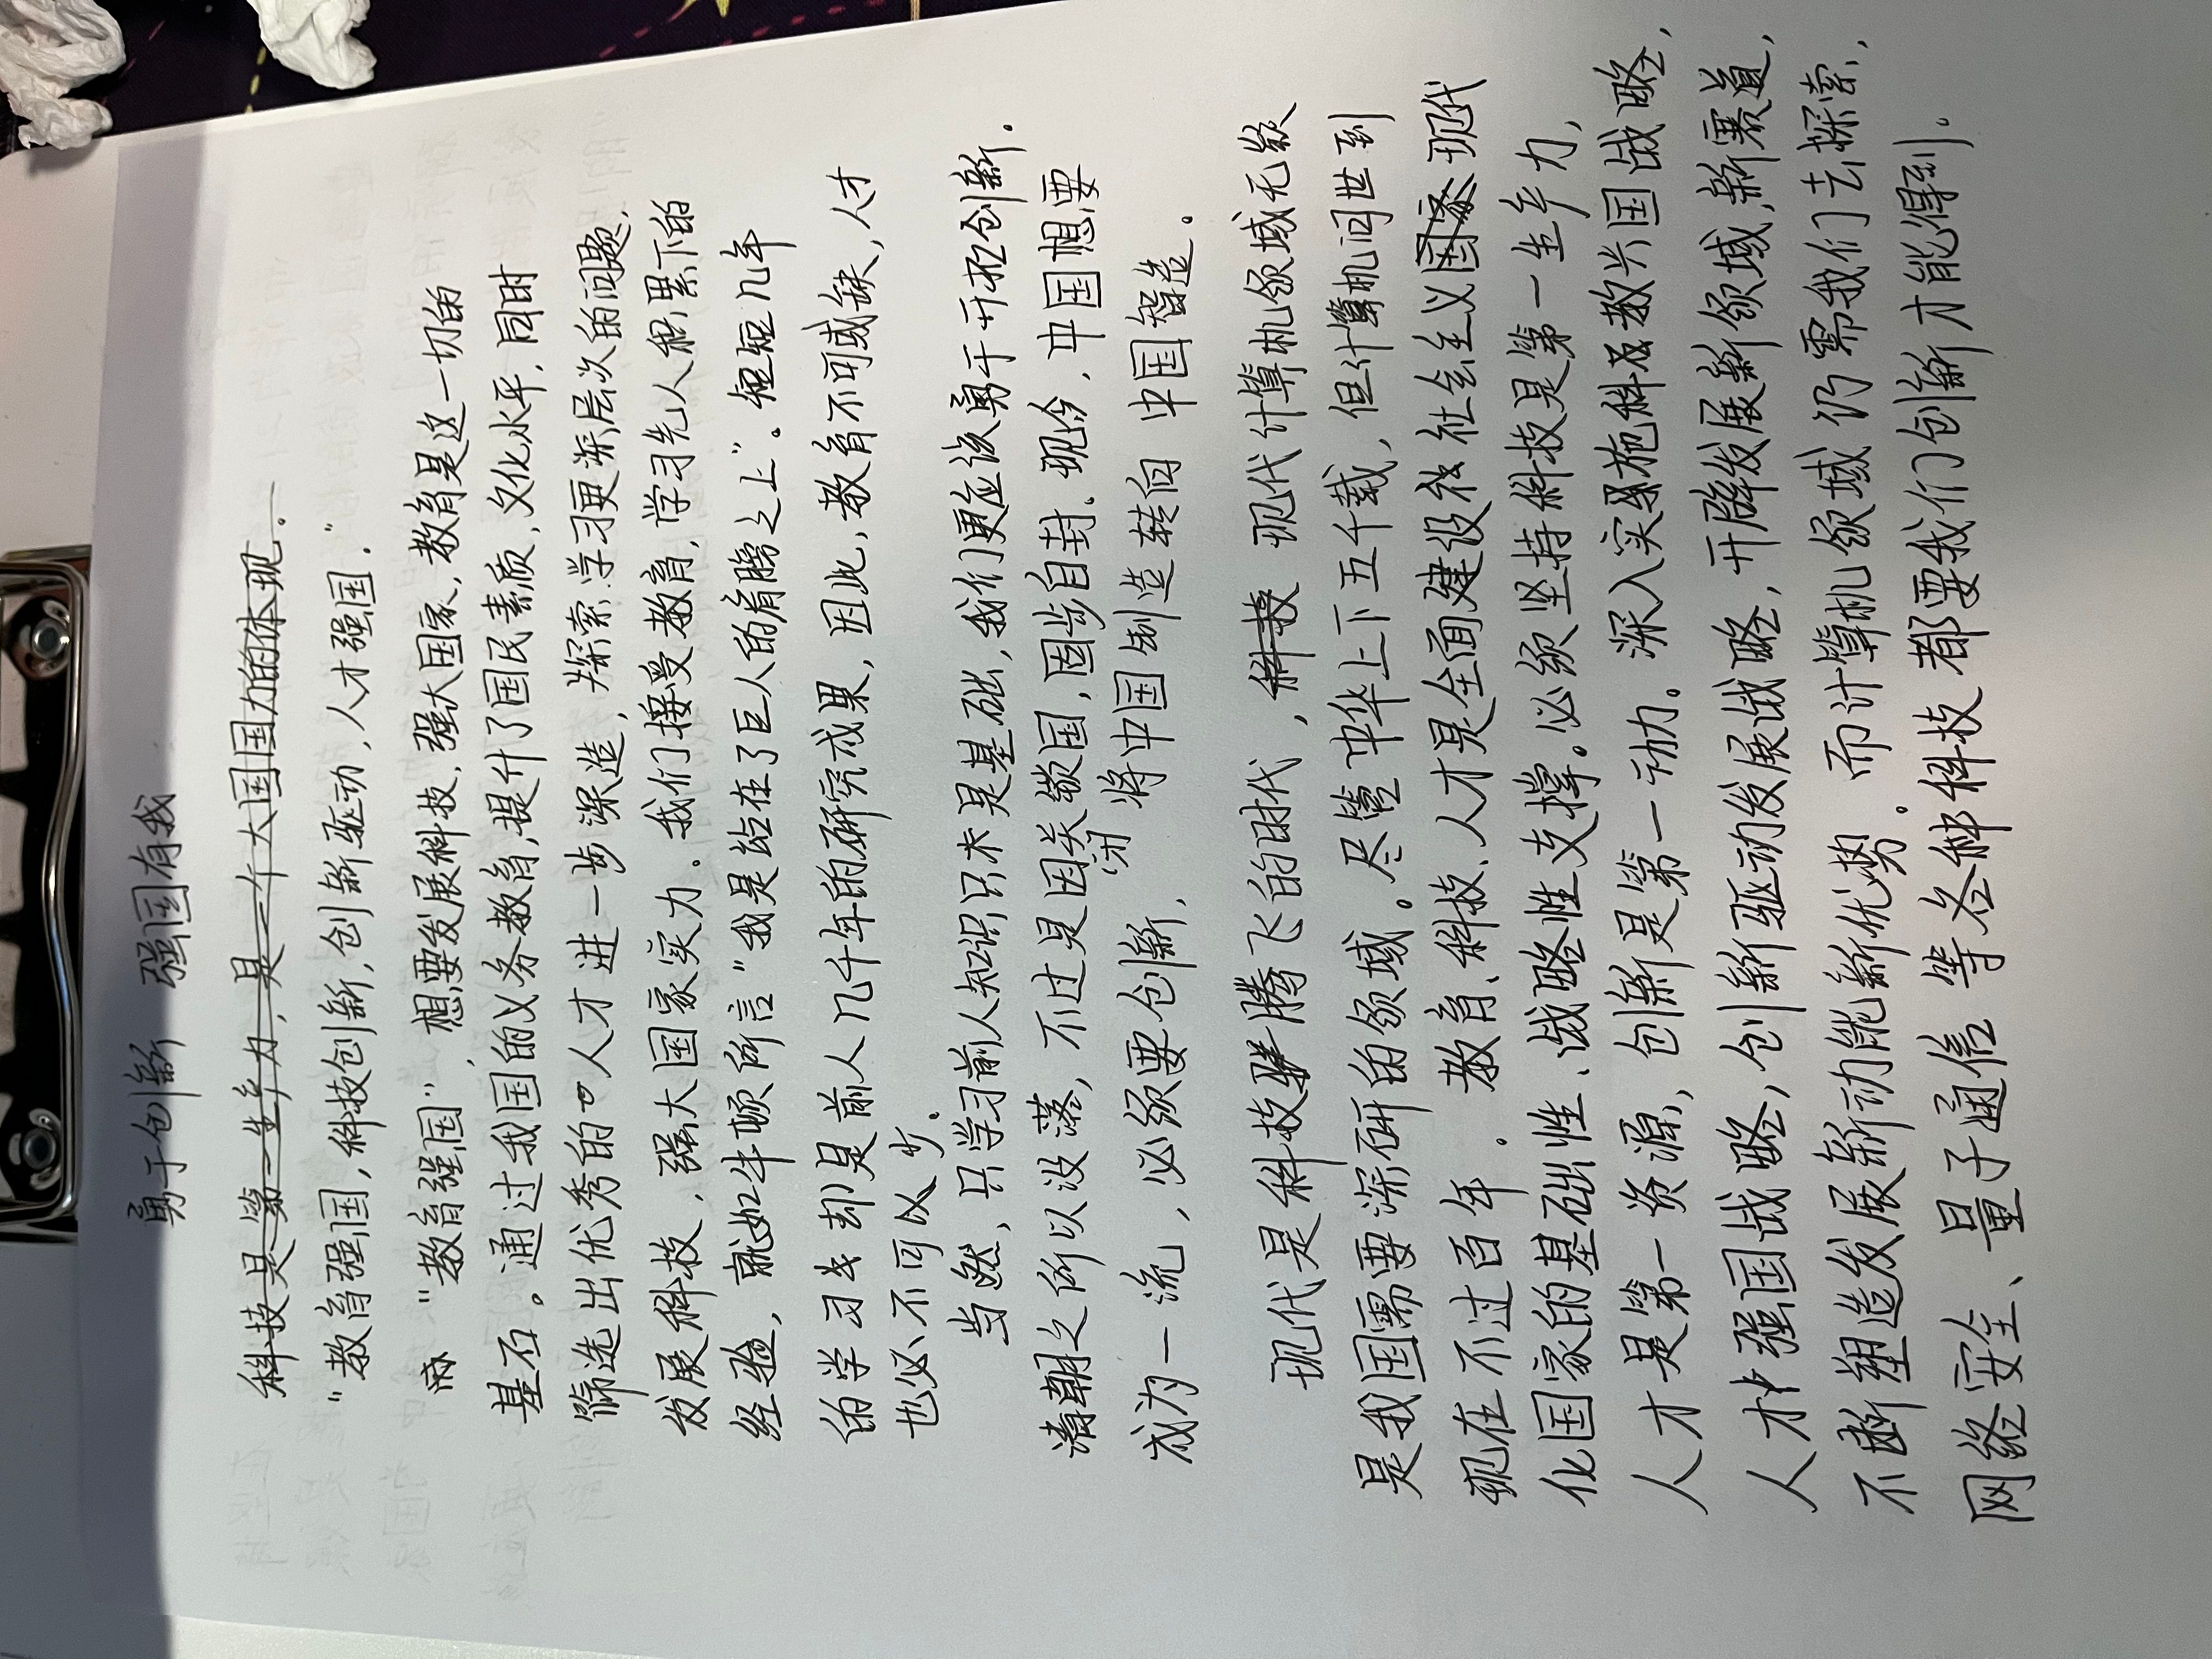 勇于创新 强国有我
科技是第一生产力，是一个大国国力的体现。
“教育强国，科技创新，创新驱动，人才强国。”
“教育强国”，想要发展科技，强大国家，教育是这一切的
基石。通过我国的义务教育，提升了国民素质，文化水平，同时
筛选出优秀的人才进一步深造，探索学习更深层次的问题，
发展科技，强大国家实力。我们接受教育，学习先人积累下的
经验，就如牛顿所言“我是站在了巨人的肩膀之上”。短短几年
的学习却是前人几千年的研究成果，因此，教育不可或缺，人才
也必不可以少。
当然，只学习前人知识只是基础，我们更应该勇于开拓创新。
清朝之所以没落，不过是因关锁国，固步自封。现今，中国想要
闭
成为一流，必须要创新，将中国制造转向中国智造。
现代是科技腾飞的时代，科技 现代计算机领域无疑
是我国需要深研的领域。尽管中华上下五千载，但计算机问世到
现在不过百年。教育、科技、人才是全面建设社会主义国家现代
化国家的基础性、战略性支撑。必须坚持科技是第一生产力，
人才是第一资源，创新是第一动力。深入实施科教兴国战略，
人才强国战略，创新驱动发展战略，开辟发展新领域，新赛道，
不断塑造发展新动能新优势。而计算机领域仍需我们去探索，
网络安全、量子通信等各种科技都要我们创新才能得到。